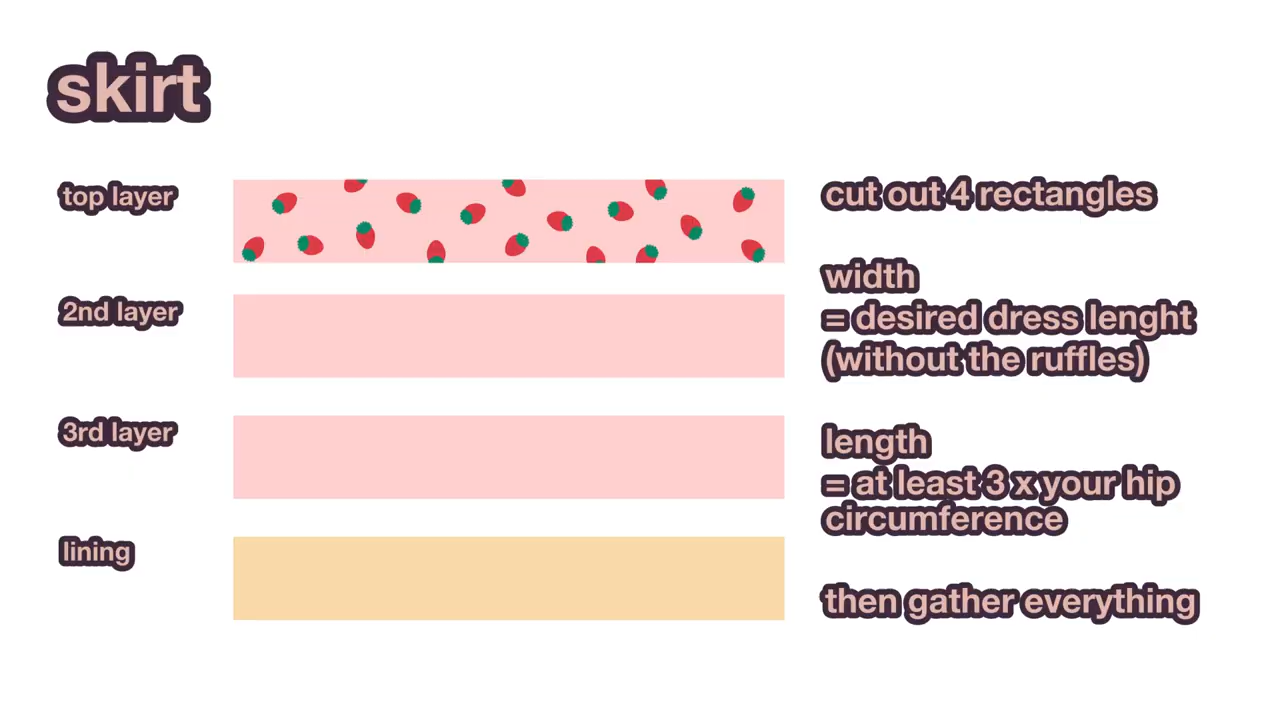 skirt
top layer
2nd layer
3rd layer
lining
cut out 4 rectangles
width
= desired dress lenght
(without the ruffles)
length
= at least 3 x your hip
circumference
then gather everything